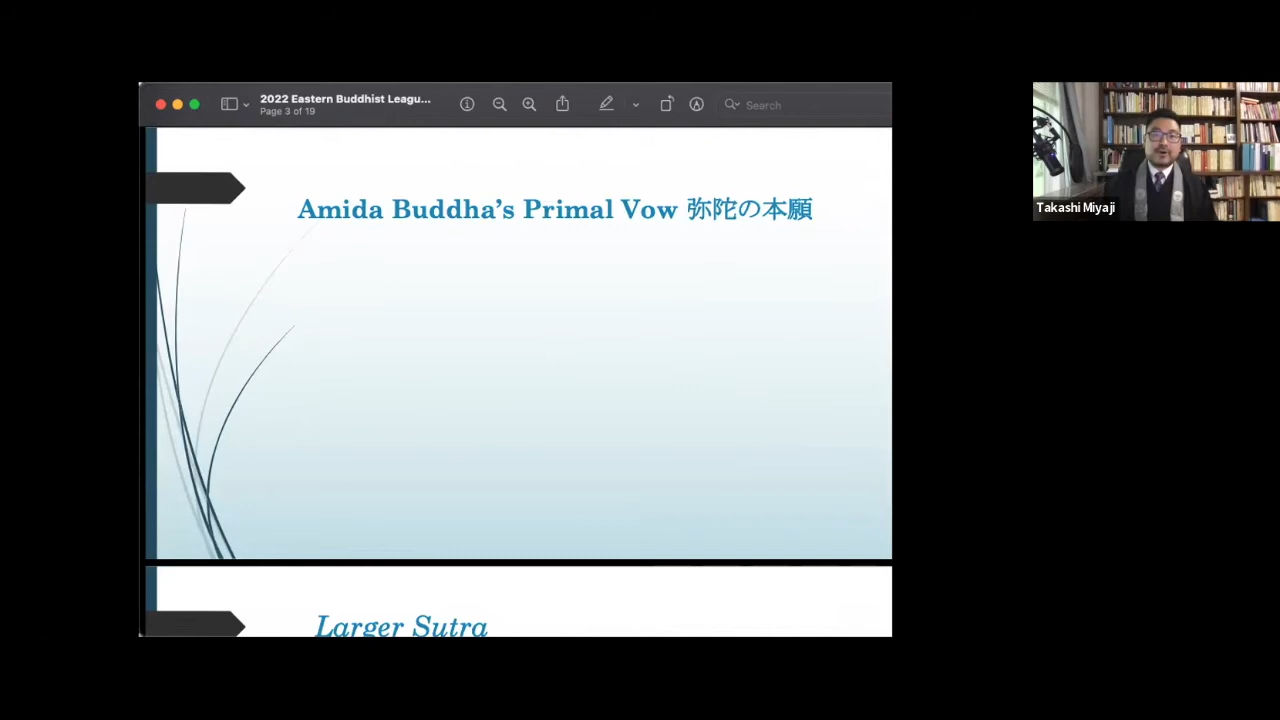 2022 Eastern Buddhist Leagu...
Page 3 of 19
Search
Amida Buddha's Primal Vow 弥陀の本願
Larger Sutra
Takashi Miyaji